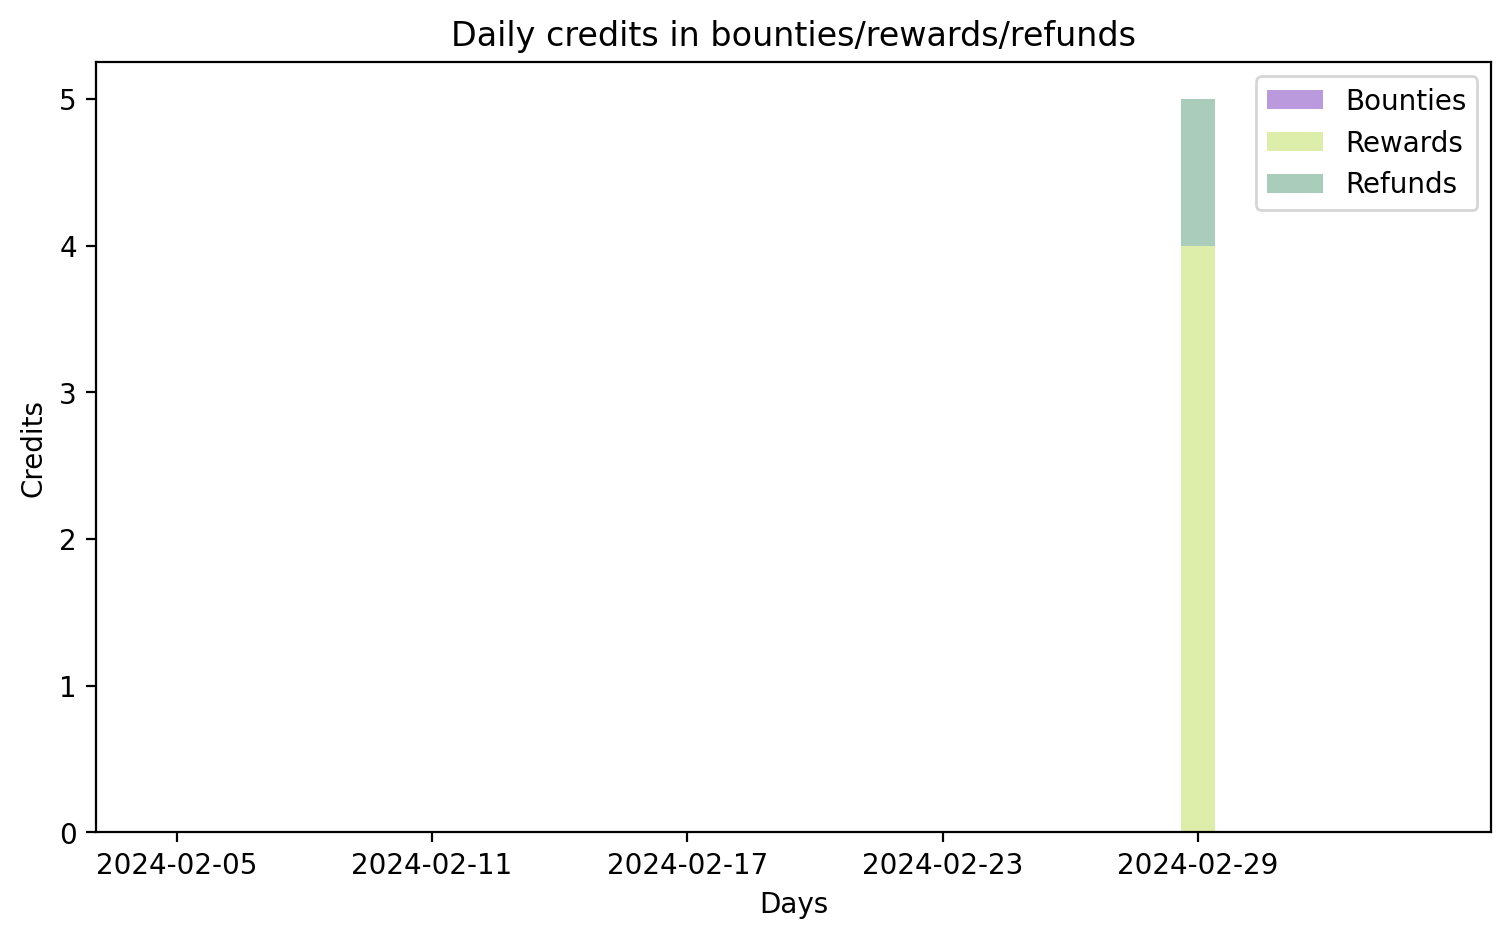 Daily credits in bounties/rewards/refunds
Bounties
Rewards
Refunds
5
4
3
2
1
0
Credits
2024-02-05
2024-02-11
2024-02-17
2024-02-23
2024-02-29
Days